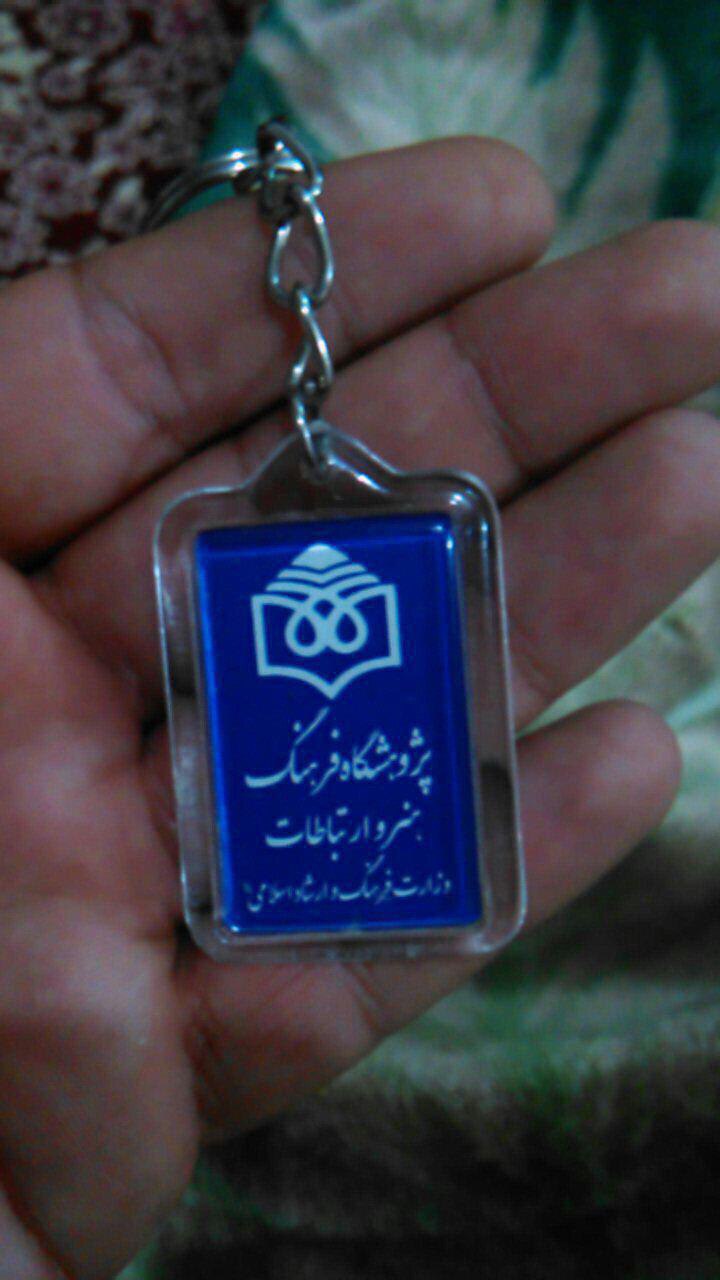 پژوهشگاه فرهنگ
هنر و ارتباطات
وزارت فرهنگ و ارشاد اسلامی